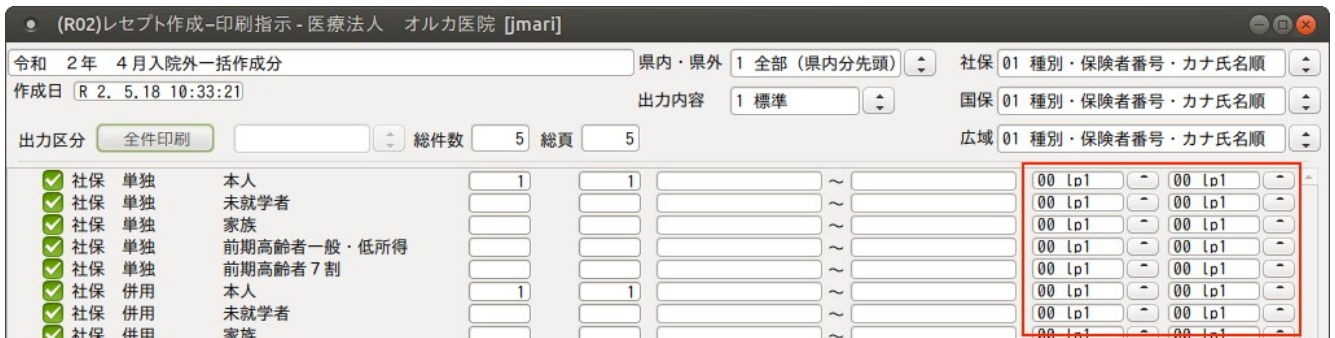 (R02)レセプト作成-印刷指示 - 医療法人　オルカ医院 [jmari]
令和　２年　４月入院外一括作成分 県内・県外 1 全部（県内分先頭） 社保 01 種別・保険者番号・カナ氏名順
作成日 R 2. 5.18 10:33:21 出力内容 1 標準 国保 01 種別・保険者番号・カナ氏名順
出力区分 全件印刷 総件数 5 総頁 5 広域 01 種別・保険者番号・カナ氏名順
社保 単独 本人 1 1 ～ 00 lp1 00 lp1
社保 単独 未就学者 ～ 00 lp1 00 lp1
社保 単独 家族 ～ 00 lp1 00 lp1
社保 単独 前期高齢者一般・低所得 ～ 00 lp1 00 lp1
社保 単独 前期高齢者７割 ～ 00 lp1 00 lp1
社保 併用 本人 1 1 ～ 00 lp1 00 lp1
社保 併用 未就学者 ～ 00 lp1 00 lp1
社保 併用 家族 ～ 00 lp1 00 lp1